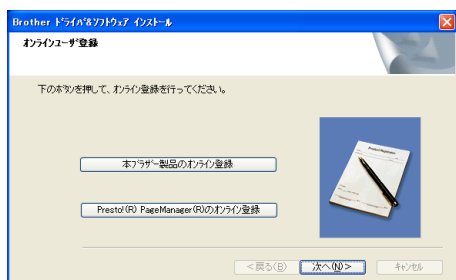 Brother ﾄﾞﾗｲﾊﾞ&ｿﾌﾄｳｪｱ ｲﾝｽﾄｰﾙ
ｵﾝﾗｲﾝﾕｰｻﾞ登録
下のﾎﾞﾀﾝを押して、ｵﾝﾗｲﾝ登録を行ってください。
本ﾌﾞﾗｻﾞｰ製品のｵﾝﾗｲﾝ登録
Presto!(R) PageManager(R)のｵﾝﾗｲﾝ登録
<戻る(B)
次へ(N)>
ｷｬﾝｾﾙ